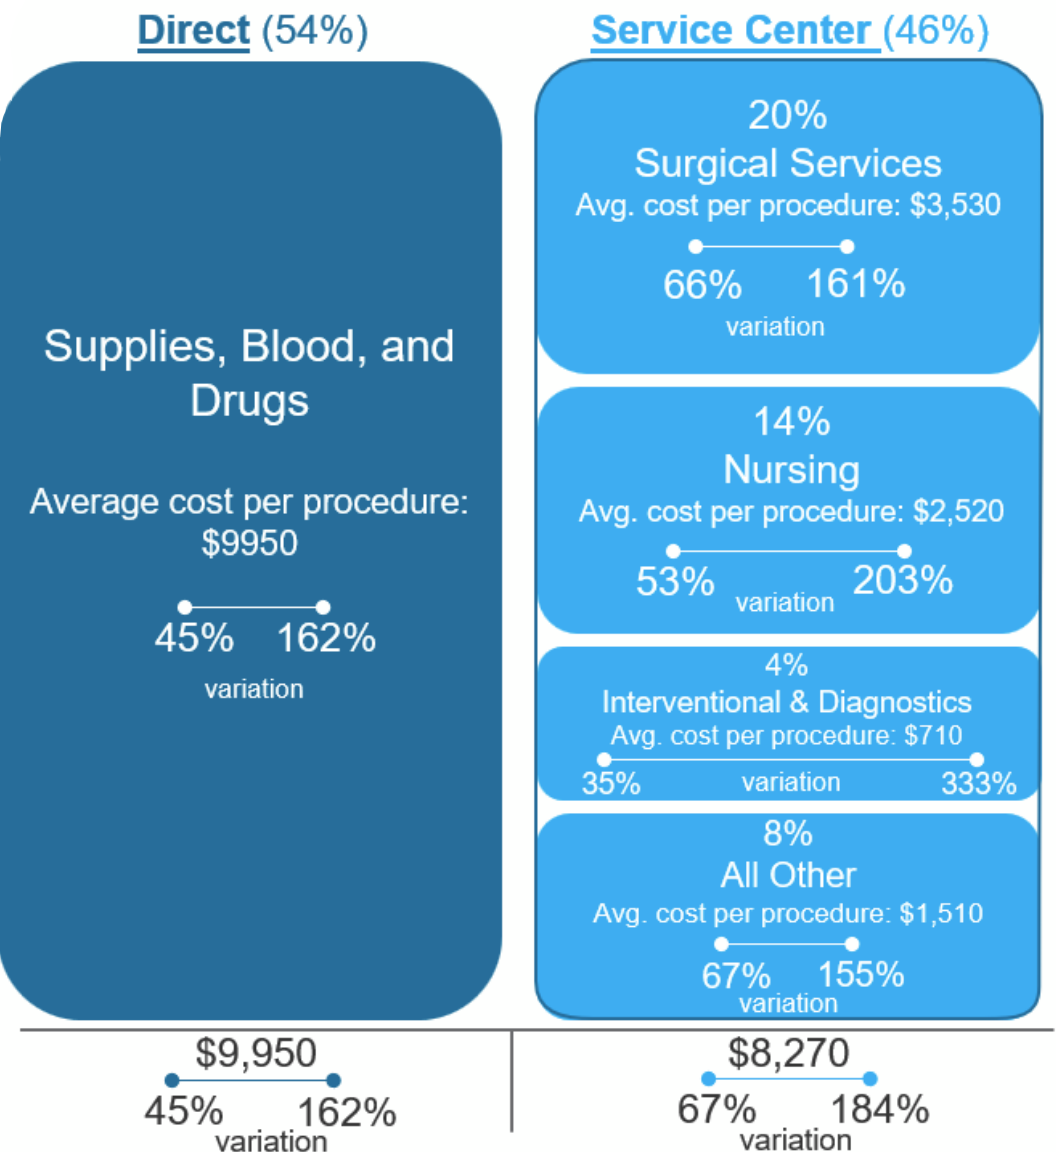 Direct (54%)
Supplies, Blood, and
Drugs
Average cost per procedure:
$9950
45% 162%
variation
$9,950
45% 162%
variation
Service Center (46%)
20%
Surgical Services
Avg. cost per procedure: $3,530
66% 161%
variation
14%
Nursing
Avg. cost per procedure: $2,520
53% 203%
variation
4%
Interventional & Diagnostics
Avg. cost per procedure: $710
35% variation 333%
8%
All Other
Avg. cost per procedure: $1,510
67% 155%
variation
$8,270
67% 184%
variation